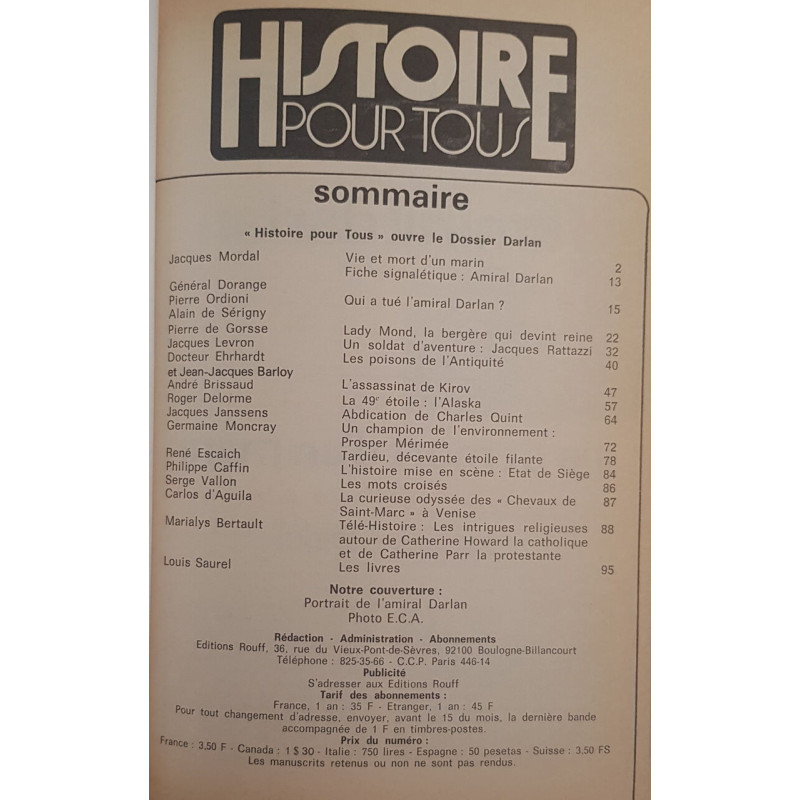 HISTOIRE
POUR TOUS
sommaire
« Histoire pour Tous » ouvre le Dossier Darlan
Jacques Mordal Vie et mort d'un marin 2
Fiche signalétique : Amiral Darlan 13
Général Dorange
Pierre Ordioni Qui a tué l'amiral Darlan ? 15
Alain de Sérigny
Pierre de Gorsse Lady Mond, la bergère qui devint reine 22
Jacques Levron Un soldat d'aventure : Jacques Rattazzi 32
Docteur Ehrhardt Les poisons de l'Antiquité 40
et Jean-Jacques Barloy
André Brissaud L'assassinat de Kirov 47
Roger Delorme La 49e étoile : l'Alaska 57
Jacques Janssens Abdication de Charles Quint 64
Germaine Moncray Un champion de l'environnement :
Prosper Mérimée 72
René Escaich Tardieu, décevante étoile filante 78
Philippe Caffin L'histoire mise en scène : Etat de Siège 84
Serge Vallon Les mots croisés 86
Carlos d'Aguila La curieuse odyssée des « Chevaux de 87
Saint-Marc » à Venise
Marialys Bertault Télé-Histoire : Les intrigues religieuses 88
autour de Catherine Howard la catholique
et de Catherine Parr la protestante
Louis Saurel Les livres 95
Notre couverture :
Portrait de l'amiral Darlan
Photo E.C.A.
Rédaction - Administration - Abonnements
Editions Rouff, 36, rue du Vieux-Pont-de-Sèvres, 92100 Boulogne-Billancourt
Téléphone : 825-35-66 - C.C.P. Paris 446-14
Publicité
S'adresser aux Editions Rouff
Tarif des abonnements :
France, 1 an : 35 F - Etranger, 1 an : 45 F
Pour tout changement d'adresse, envoyer, avant le 15 du mois, la dernière bande
accompagnée de 1 F en timbres-postes.
Prix du numéro :
France : 3,50 F - Canada : 1 $ 30 - Italie : 750 lires - Espagne : 50 pesetas - Suisse : 3,50 FS
Les manuscrits retenus ou non ne sont pas rendus.